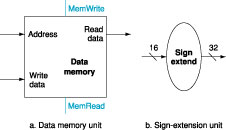 MemWrite
Address
Read
data
Data
memory
Write
data
MemRead
16
32
Sign
extend
a. Data memory unit
b. Sign-extension unit